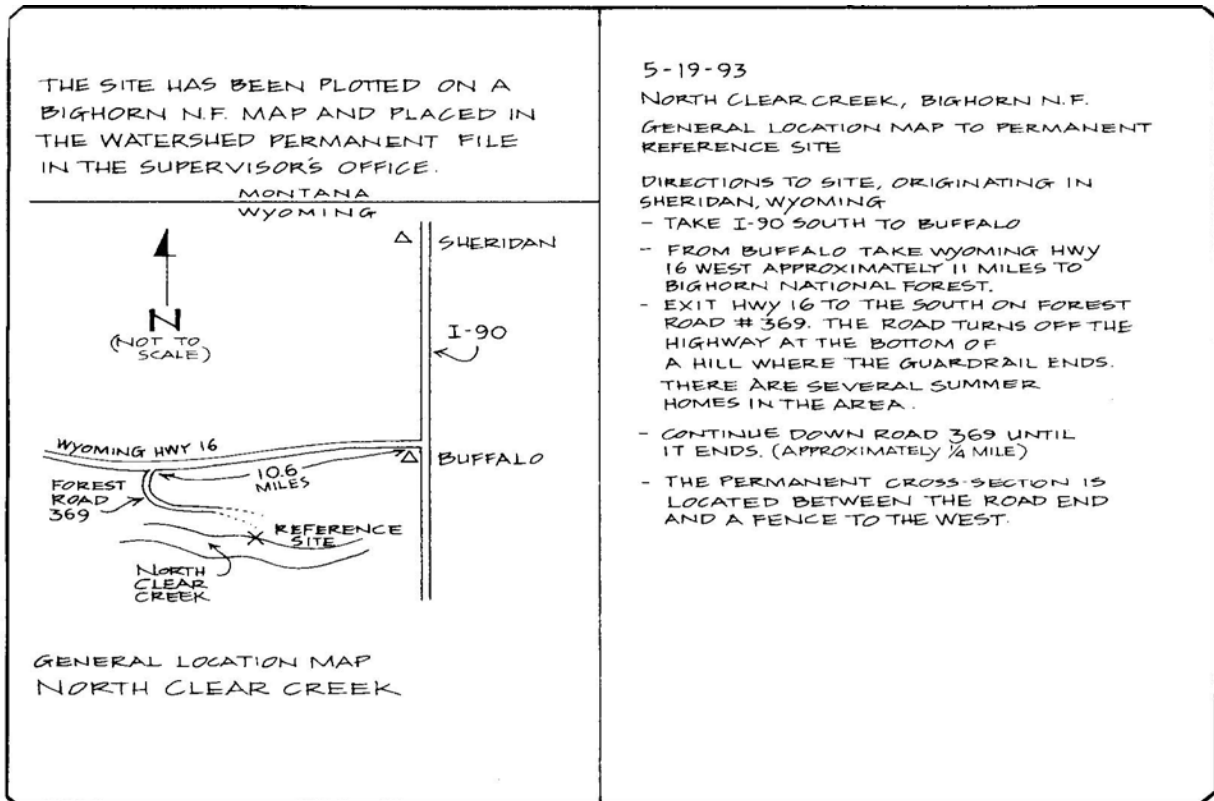 THE SITE HAS BEEN PLOTTED ON A
BIGHORN N.F. MAP AND PLACED IN
THE WATERSHED PERMANENT FILE
IN THE SUPERVISOR'S OFFICE.
MONTANA
WYOMING
SHERIDAN
N
(NOT TO
SCALE)
I-90
WYOMING HWY 16
BUFFALO
10.6
MILES
FOREST
ROAD
369
REFERENCE
SITE
NORTH
CLEAR
CREEK
GENERAL LOCATION MAP
NORTH CLEAR CREEK
5-19-93
NORTH CLEAR CREEK, BIGHORN N.F.
GENERAL LOCATION MAP TO PERMANENT
REFERENCE SITE
DIRECTIONS TO SITE, ORIGINATING IN
SHERIDAN, WYOMING
- TAKE I-90 SOUTH TO BUFFALO
- FROM BUFFALO TAKE WYOMING HWY
16 WEST APPROXIMATELY 11 MILES TO
BIGHORN NATIONAL FOREST.
- EXIT HWY 16 TO THE SOUTH ON FOREST
ROAD # 369. THE ROAD TURNS OFF THE
HIGHWAY AT THE BOTTOM OF
A HILL WHERE THE GUARDRAIL ENDS.
THERE ARE SEVERAL SUMMER
HOMES IN THE AREA.
- CONTINUE DOWN ROAD 369 UNTIL
IT ENDS. (APPROXIMATELY 1/4 MILE)
- THE PERMANENT CROSS-SECTION IS
LOCATED BETWEEN THE ROAD END
AND A FENCE TO THE WEST.